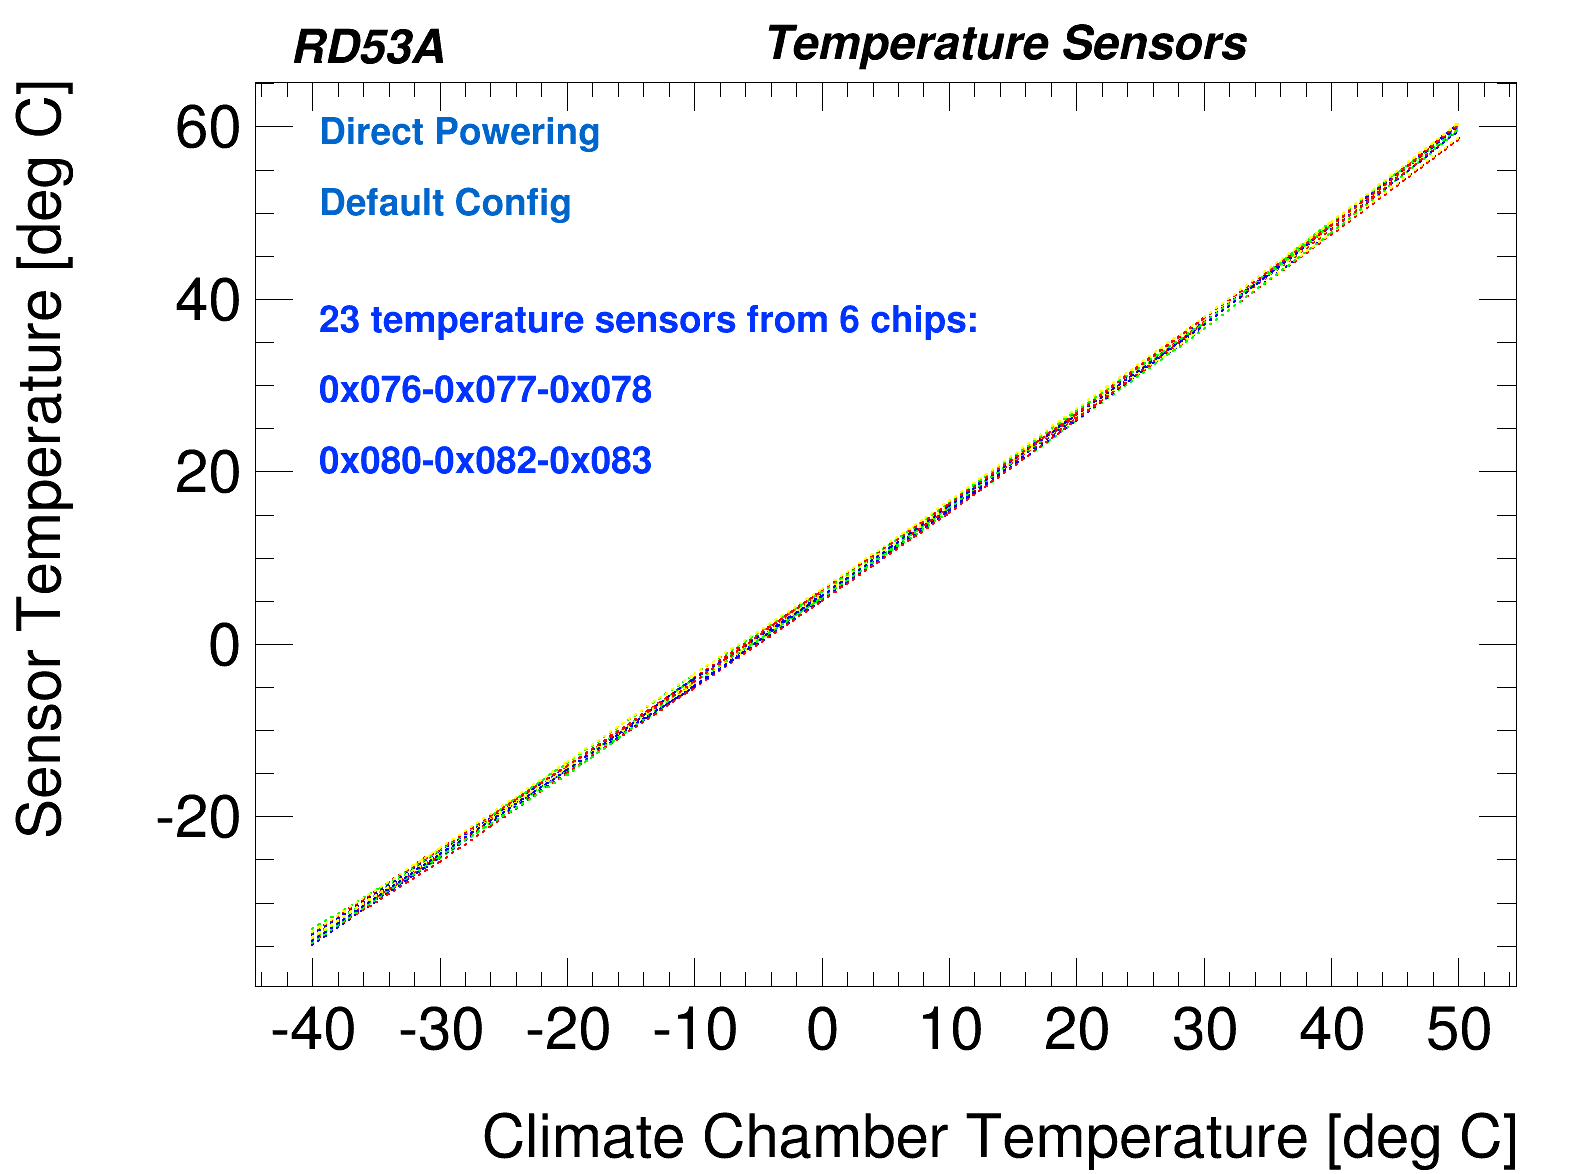 RD53A Temperature Sensors
Sensor Temperature [deg C]
60
40
20
0
-20
Direct Powering
Default Config
23 temperature sensors from 6 chips:
0x076-0x077-0x078
0x080-0x082-0x083
-40 -30 -20 -10 0 10 20 30 40 50
Climate Chamber Temperature [deg C]